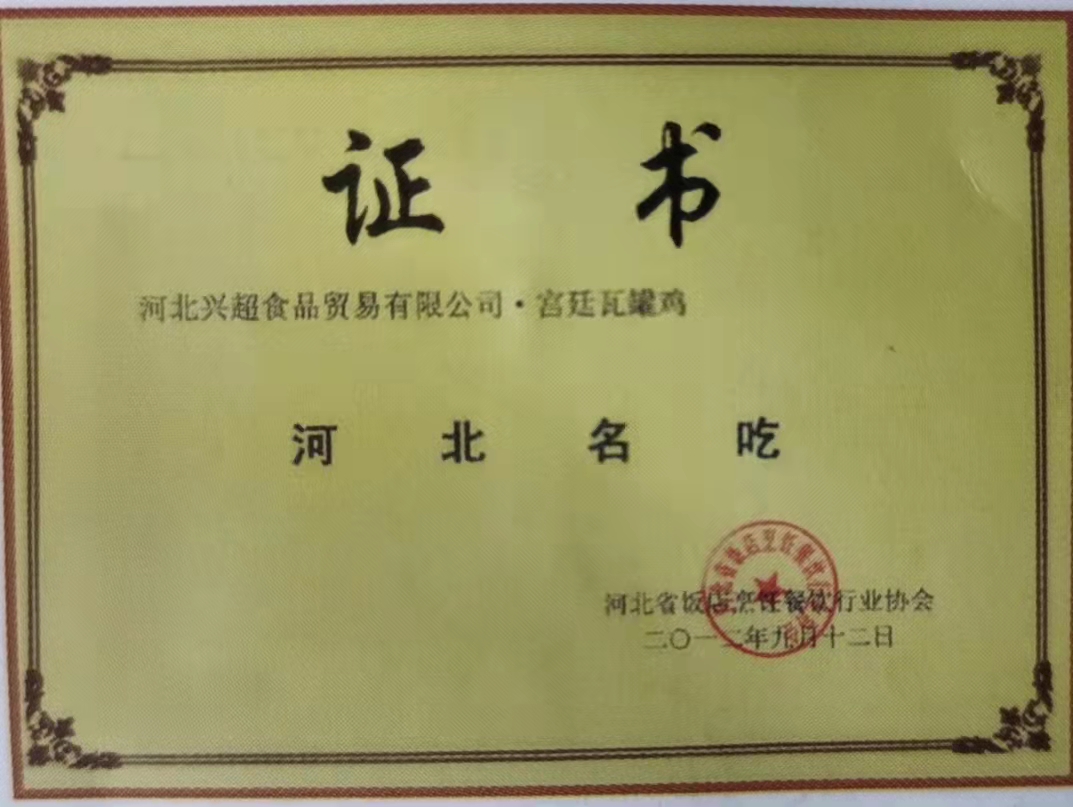 证书
河北兴超食品贸易有限公司·宫廷瓦罐鸡
河北名吃
河北省饭店烹饪餐饮行业协会
二〇一二年九月十二日